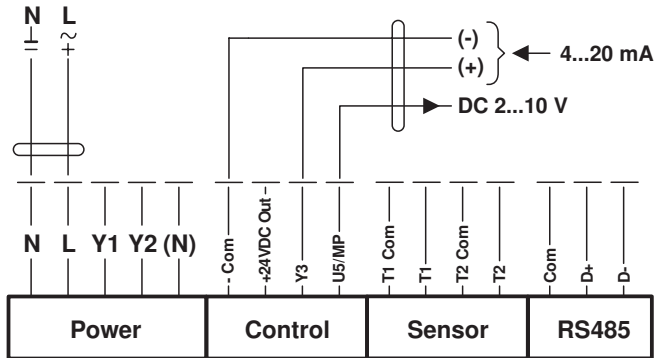 N L
⊥ ~
= +
(-)
(+)
4...20 mA
DC 2...10 V
N L Y1 Y2 (N)
- Com
+24VDC Out
Y3
U5/MP
T1 Com
T1
T2 Com
T2
Com
D+
D-
Power Control Sensor RS485